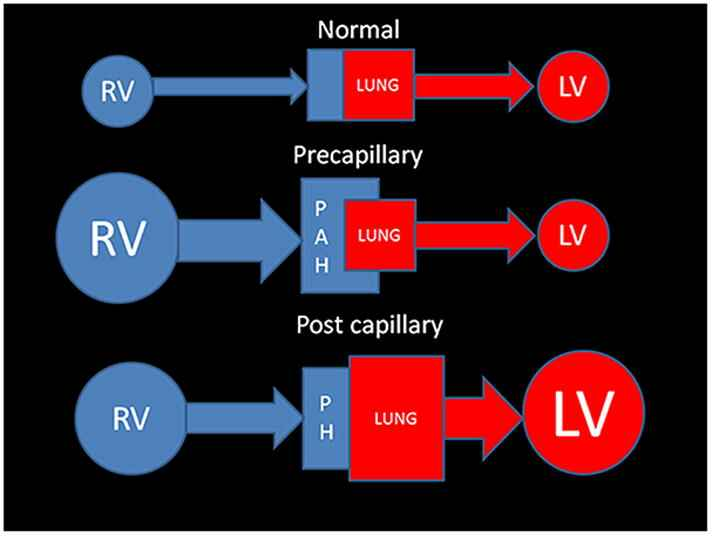 Normal
RV
LUNG
LV
Precapillary
RV
P
A
H
LUNG
LV
Post capillary
RV
P
H
LUNG
LV